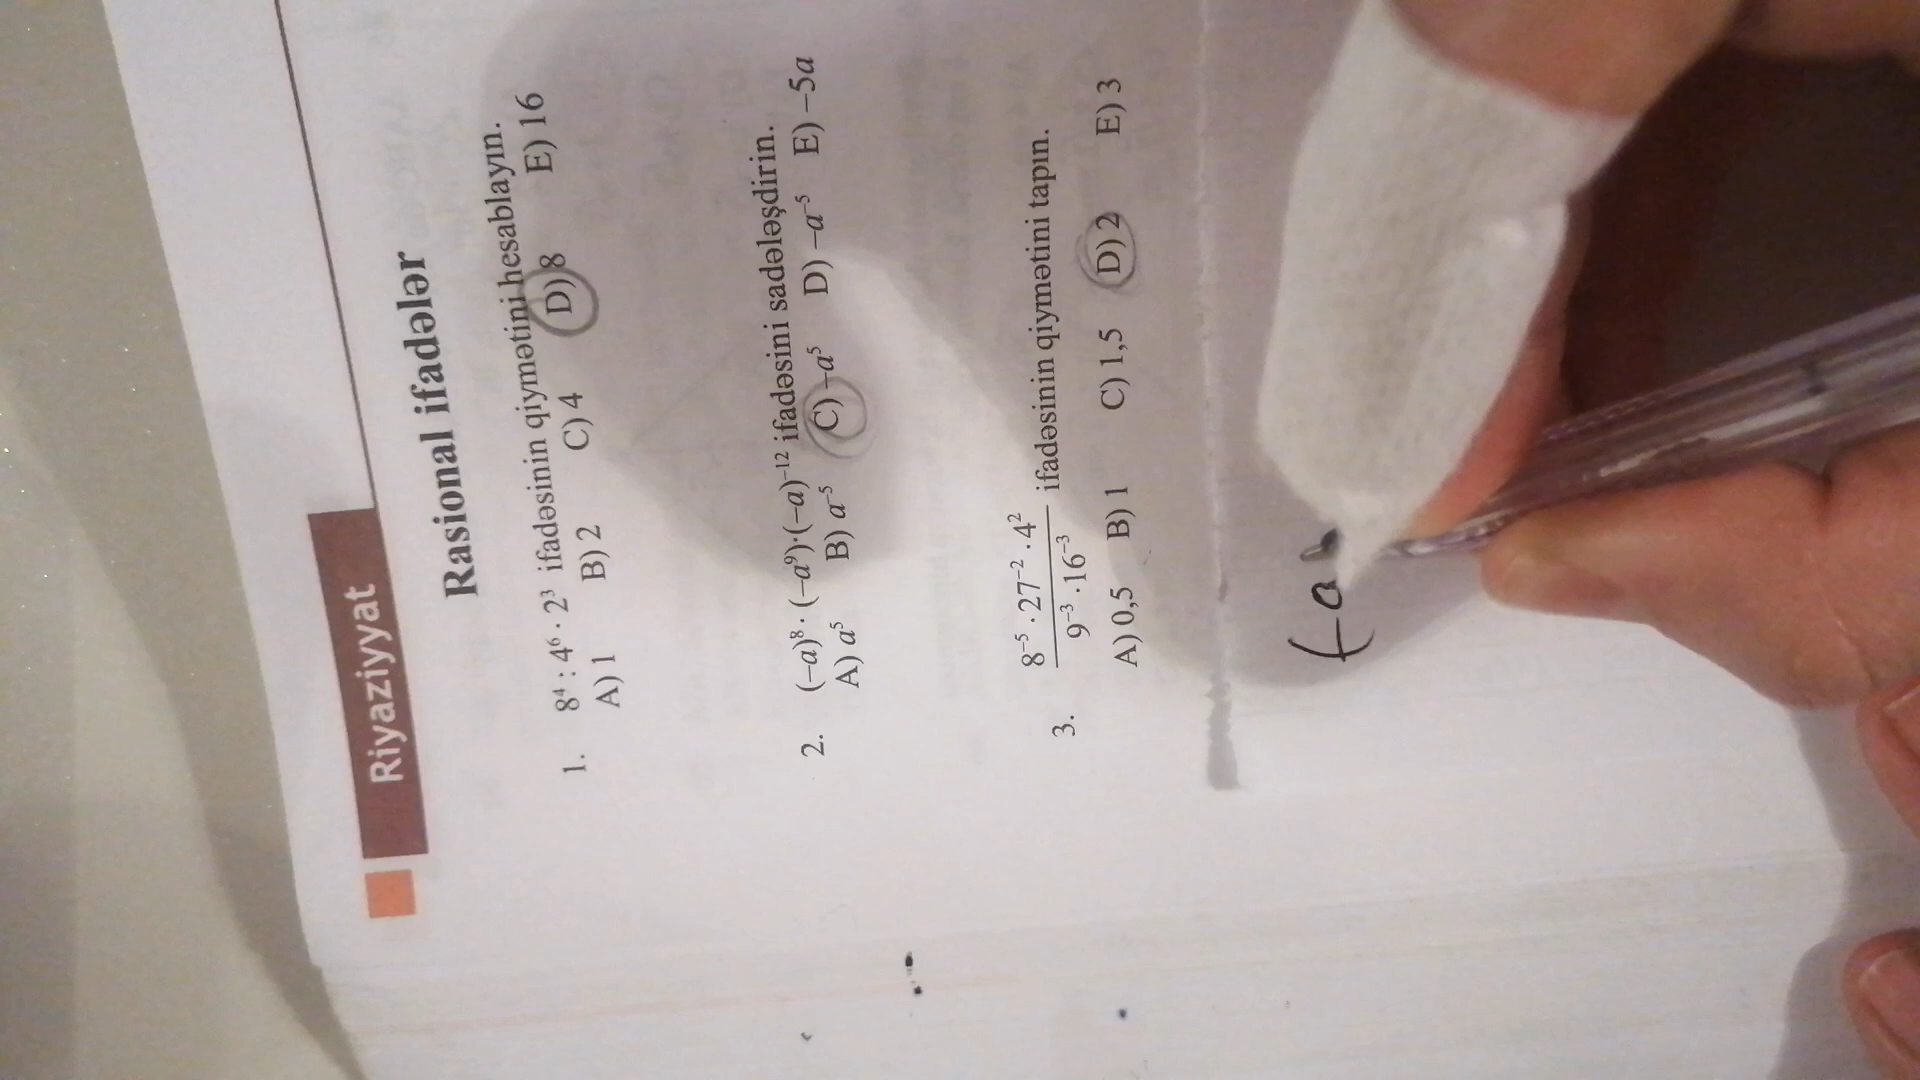 Riyaziyyat
Rasional ifadələr
1. 8⁴ : 4⁶ · 2³ ifadəsinin qiymətini hesablayın.
A) 1 B) 2 C) 4 D) 8 E) 16
2. (–a)⁸ · (–a⁹) · (–a)⁻¹² ifadəsini sadələşdirin.
A) a⁵ B) a⁻⁵ C) –a⁵ D) –a⁻⁵ E) –5a
3. 8⁻⁵ · 27⁻² · 4² / 9⁻³ · 16⁻³ ifadəsinin qiymətini tapın.
A) 0,5 B) 1 C) 1,5 D) 2 E) 3
(-a